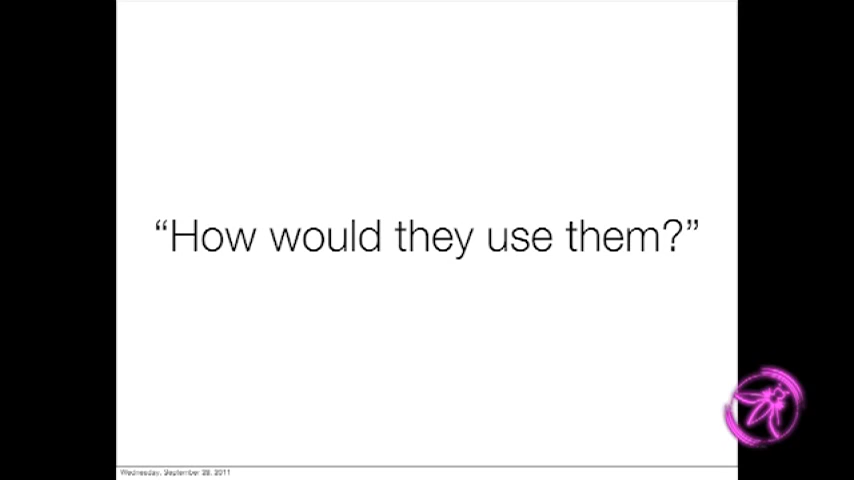 “How would they use them?”
Wednesday, September 28, 2011